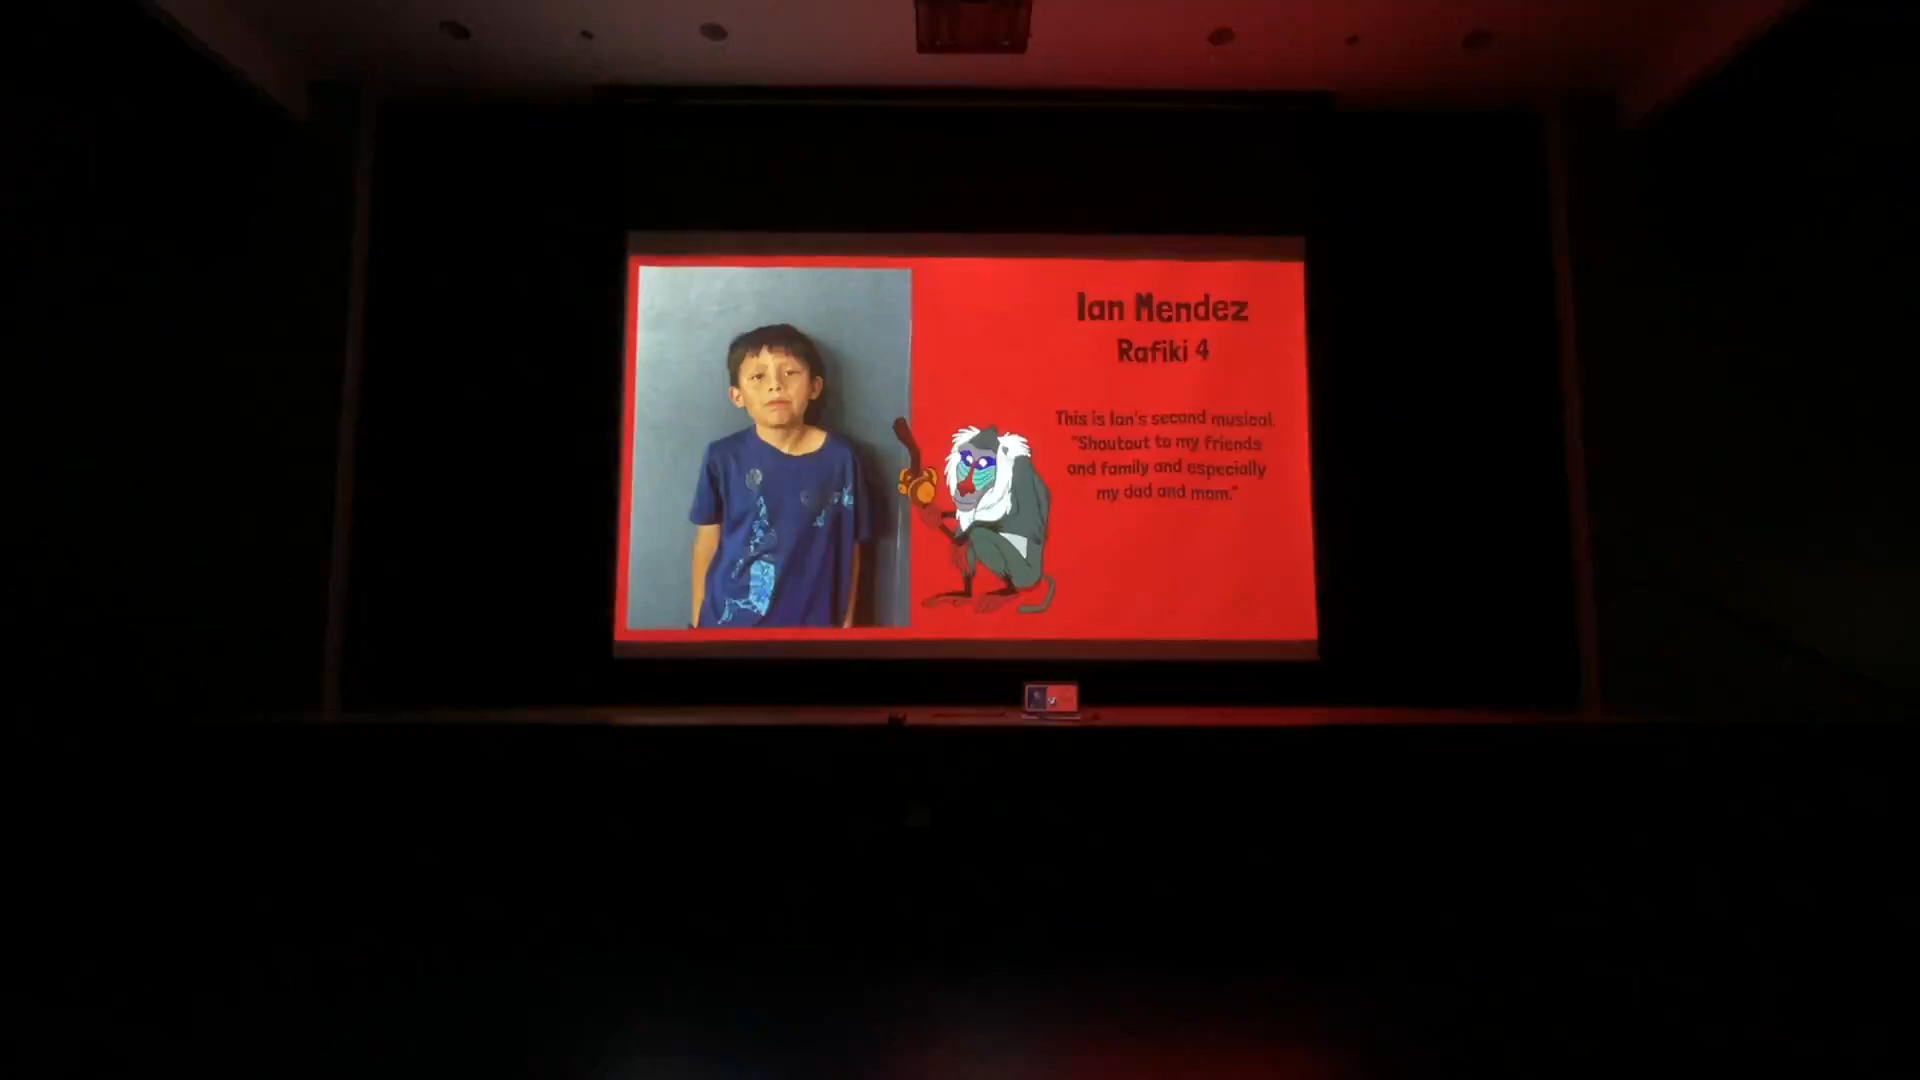 Ian Mendez
Rafiki 4
This is Ian's second musical.
"Shoutout to my friends
and family and especially
my dad and mom."